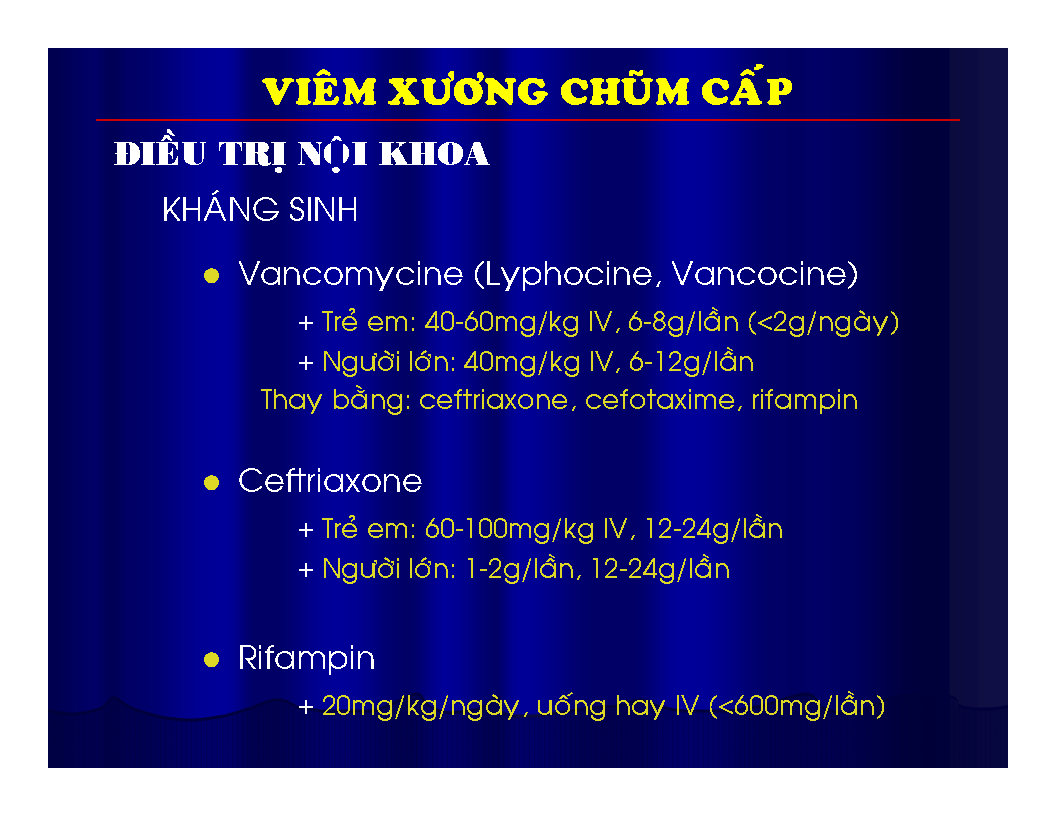 VIÊM XƯƠNG CHŨM CẤP
ĐIỀU TRỊ NỘI KHOA
KHÁNG SINH
● Vancomycine (Lyphocine, Vancocine)
+ Trẻ em: 40-60mg/kg IV, 6-8g/lần (<2g/ngày)
+ Người lớn: 40mg/kg IV, 6-12g/lần
Thay bằng: ceftriaxone, cefotaxime, rifampin
● Ceftriaxone
+ Trẻ em: 60-100mg/kg IV, 12-24g/lần
+ Người lớn: 1-2g/lần, 12-24g/lần
● Rifampin
+ 20mg/kg/ngày, uống hay IV (<600mg/lần)